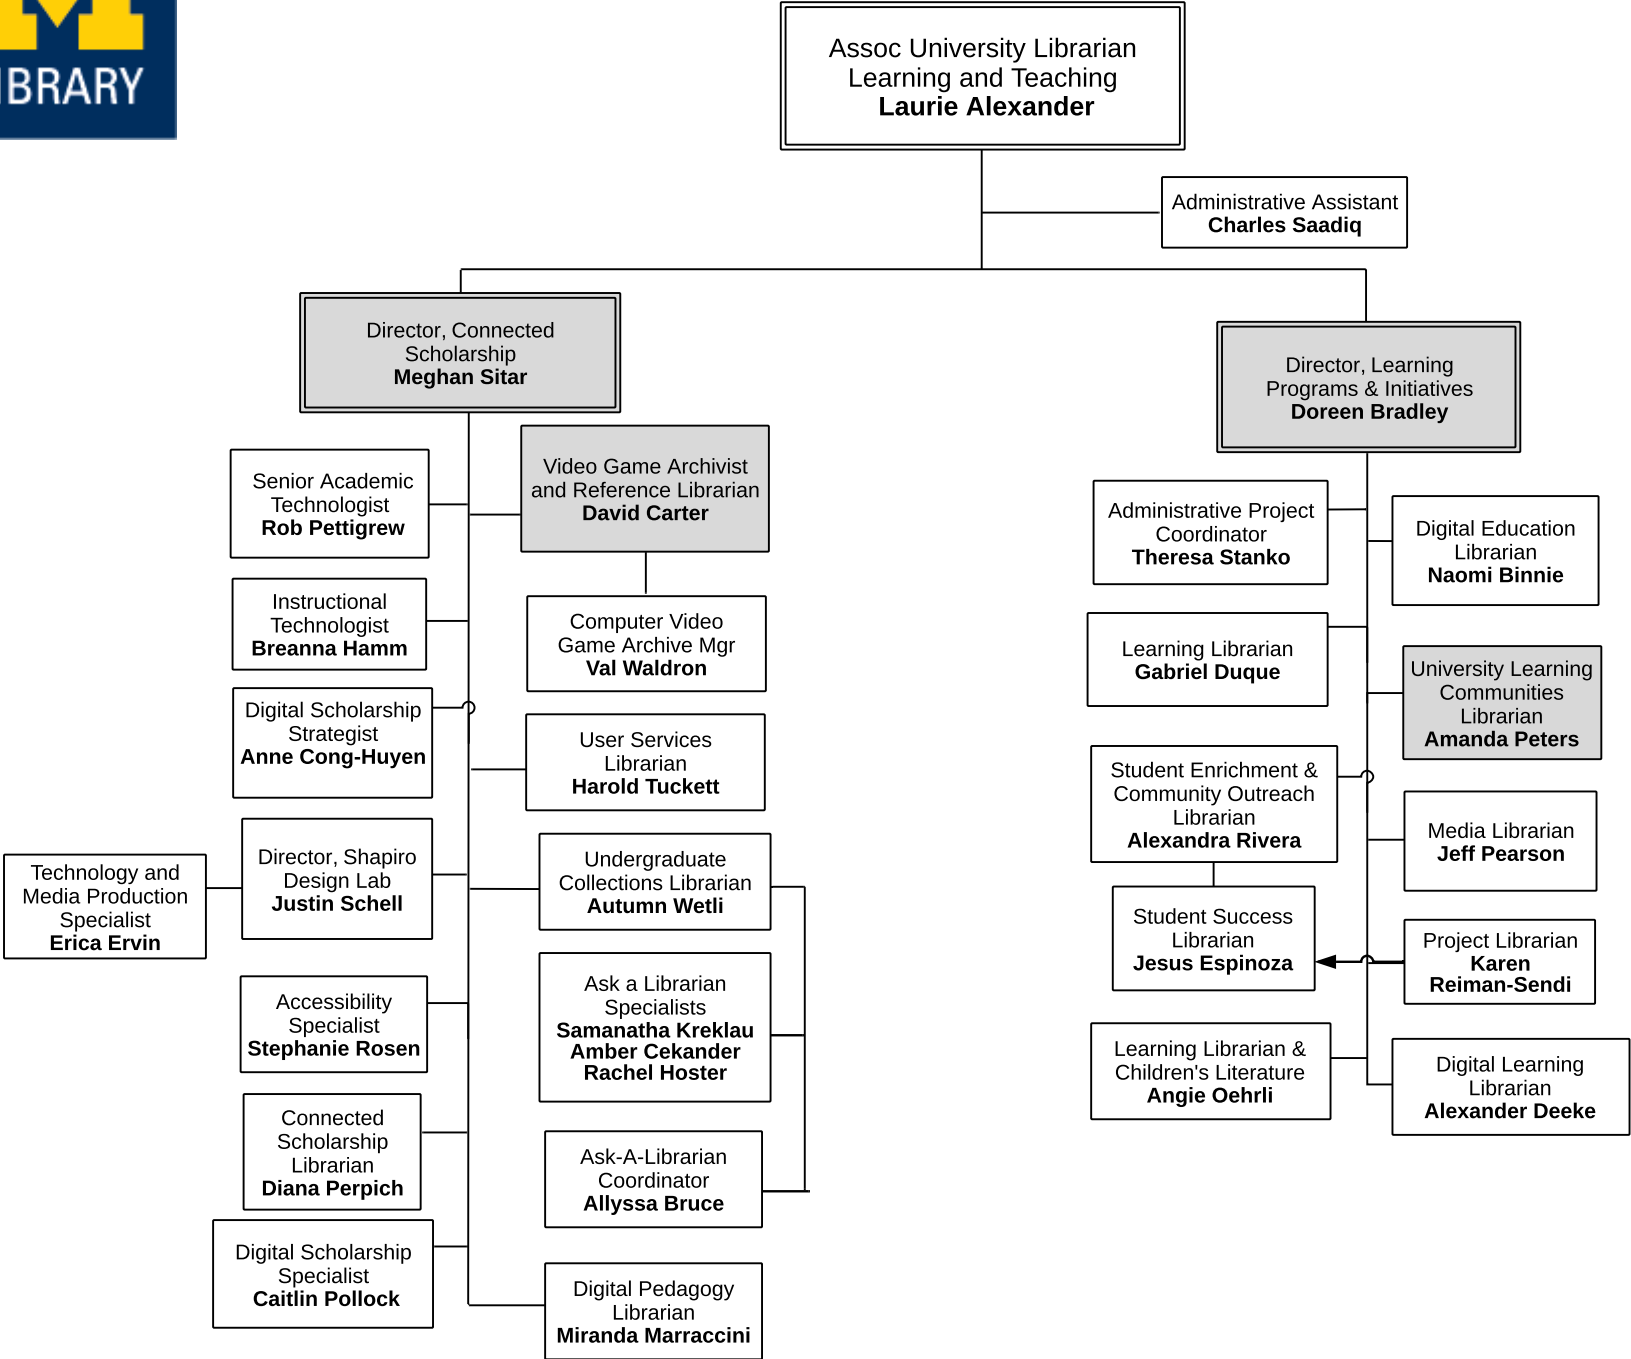 IBRARY
Assoc University Librarian
Learning and Teaching
Laurie Alexander
Administrative Assistant
Charles Saadiq
Director, Connected
Scholarship
Meghan Sitar
Director, Learning
Programs & Initiatives
Doreen Bradley
Senior Academic
Technologist
Rob Pettigrew
Video Game Archivist
and Reference Librarian
David Carter
Instructional
Technologist
Breanna Hamm
Computer Video
Game Archive Mgr
Val Waldron
Digital Scholarship
Strategist
Anne Cong-Huyen
User Services
Librarian
Harold Tuckett
Technology and
Media Production
Specialist
Erica Ervin
Director, Shapiro
Design Lab
Justin Schell
Undergraduate
Collections Librarian
Autumn Wetli
Accessibility
Specialist
Stephanie Rosen
Ask a Librarian
Specialists
Samanatha Kreklau
Amber Cekander
Rachel Hoster
Connected
Scholarship
Librarian
Diana Perpich
Ask-A-Librarian
Coordinator
Allyssa Bruce
Digital Scholarship
Specialist
Caitlin Pollock
Digital Pedagogy
Librarian
Miranda Marraccini
Administrative Project
Coordinator
Theresa Stanko
Digital Education
Librarian
Naomi Binnie
Learning Librarian
Gabriel Duque
University Learning
Communities
Librarian
Amanda Peters
Student Enrichment &
Community Outreach
Librarian
Alexandra Rivera
Media Librarian
Jeff Pearson
Student Success
Librarian
Jesus Espinoza
Project Librarian
Karen
Reiman-Sendi
Learning Librarian &
Children's Literature
Angie Oehrli
Digital Learning
Librarian
Alexander Deeke